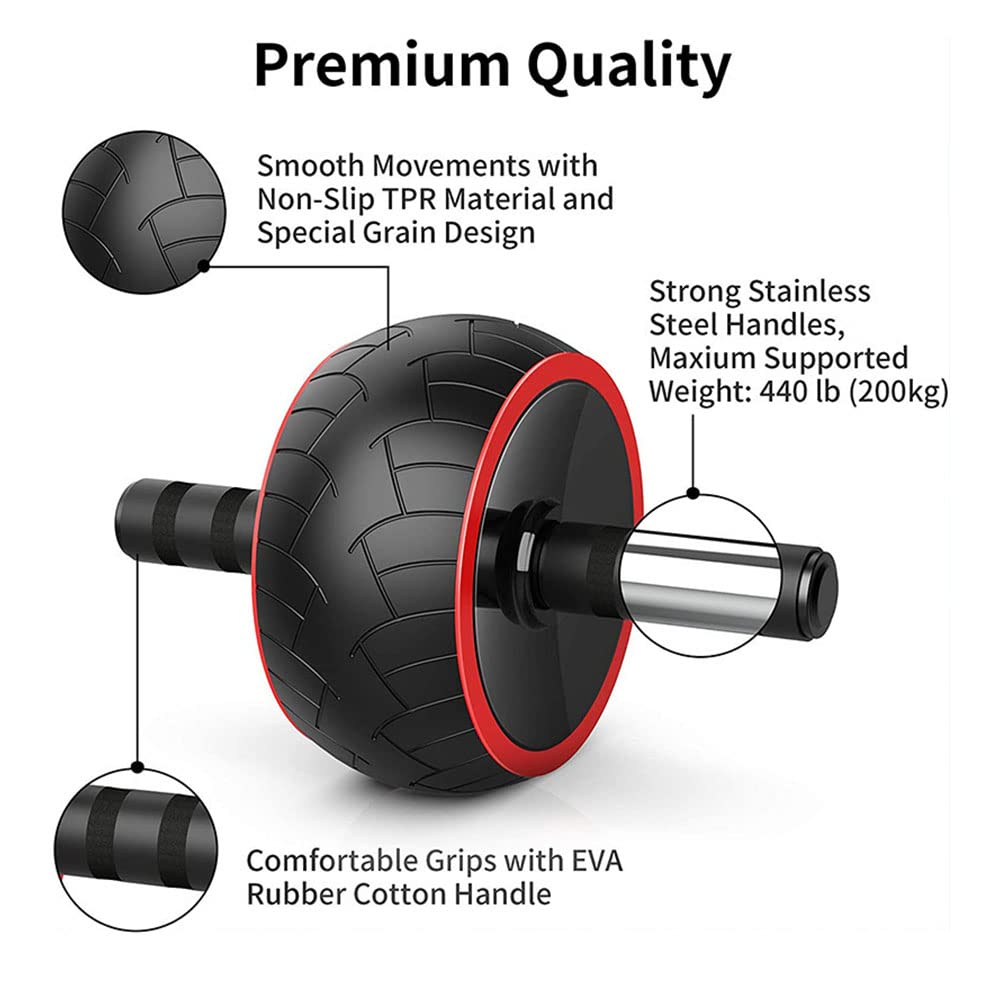 Premium Quality
Smooth Movements with
Non-Slip TPR Material and
Special Grain Design
Strong Stainless
Steel Handles,
Maxium Supported
Weight: 440 lb (200kg)
Comfortable Grips with EVA
Rubber Cotton Handle